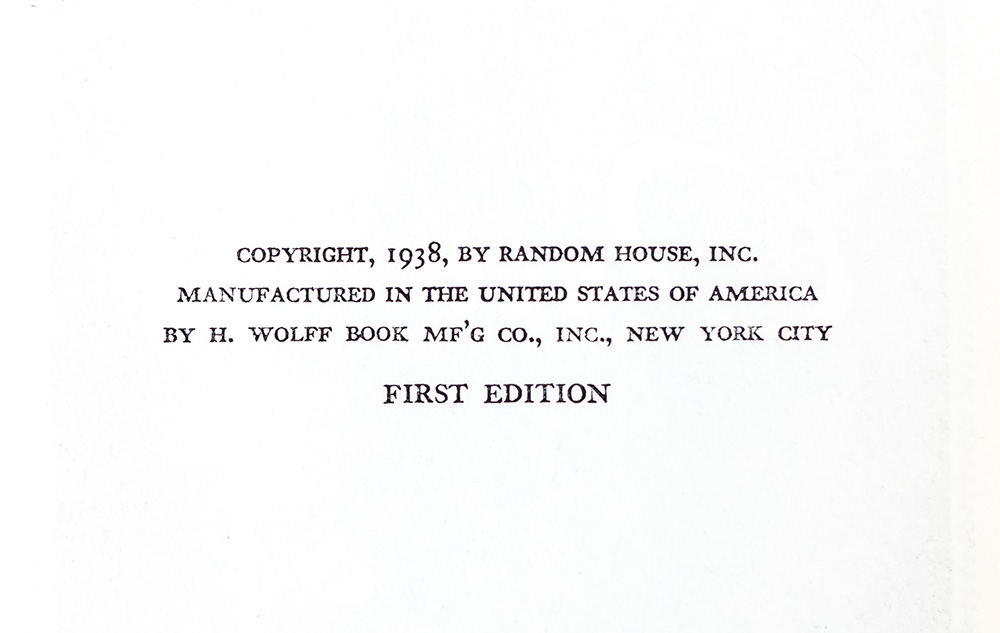 COPYRIGHT, 1938, BY RANDOM HOUSE, INC.
MANUFACTURED IN THE UNITED STATES OF AMERICA
BY H. WOLFF BOOK MF'G CO., INC., NEW YORK CITY
FIRST EDITION